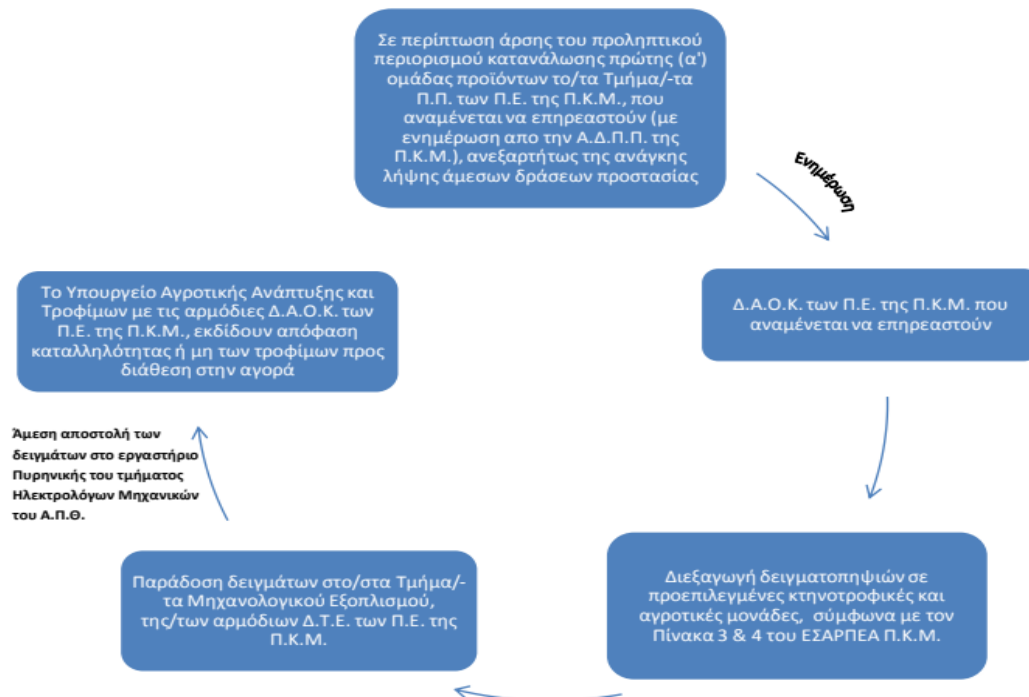 Σε περίπτωση άρσης του προληπτικού
περιορισμού κατανάλωσης πρώτης (α')
ομάδας προϊόντων το/τα Τμήμα/-τα
Π.Π. των Π.Ε. της Π.Κ.Μ., που
αναμένεται να επηρεαστούν (με
ενημέρωση απο την Α.Δ.Π.Π. της
Π.Κ.Μ.), ανεξαρτήτως της ανάγκης
λήψης άμεσων δράσεων προστασίας
Ενημέρωση
Δ.Α.Ο.Κ. των Π.Ε. της Π.Κ.Μ. που
αναμένεται να επηρεαστούν
Διεξαγωγή δειγματοπηψιών σε
προεπιλεγμένες κτηνοτροφικές και
αγροτικές μονάδες, σύμφωνα με τον
Πίνακα 3 & 4 του ΕΣΑΡΠΕΑ Π.Κ.Μ.
Παράδοση δειγμάτων στο/στα Τμήμα/-
τα Μηχανολογικού Εξοπλισμού,
της/των αρμόδιων Δ.Τ.Ε. των Π.Ε. της
Π.Κ.Μ.
Άμεση αποστολή των
δειγμάτων στο εργαστήριο
Πυρηνικής του τμήματος
Ηλεκτρολόγων Μηχανικών
του Α.Π.Θ.
Το Υπουργείο Αγροτικής Ανάπτυξης και
Τροφίμων με τις αρμόδιες Δ.Α.Ο.Κ. των
Π.Ε. της Π.Κ.Μ., εκδίδουν απόφαση
καταλληλότητας ή μη των τροφίμων προς
διάθεση στην αγορά